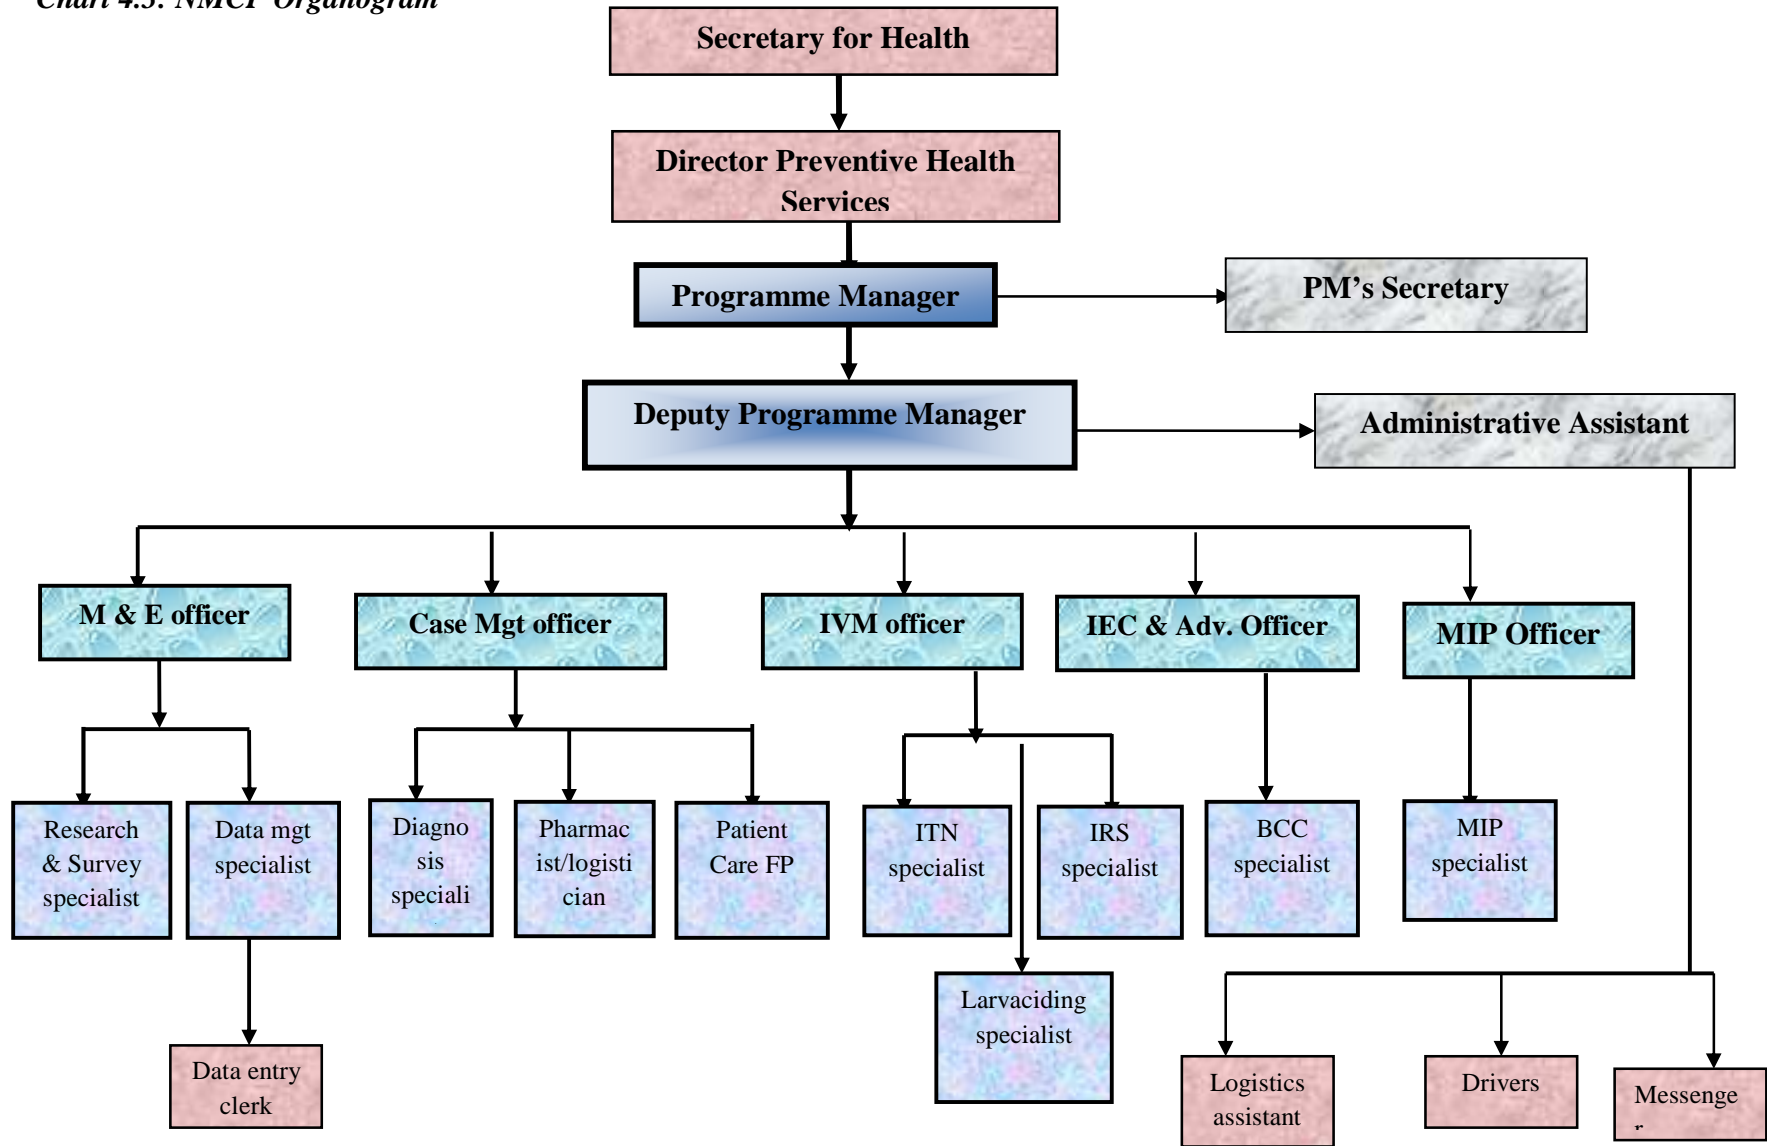 Chart 4.3: NMCP Organogram
Secretary for Health
Director Preventive Health
Services
Programme Manager
PM’s Secretary
Deputy Programme Manager
Administrative Assistant
M & E officer
Case Mgt officer
IVM officer
IEC & Adv. Officer
MIP Officer
Research
& Survey
specialist
Data mgt
specialist
Diagno
sis
speciali
Pharmac
ist/logisti
cian
Patient
Care FP
ITN
specialist
IRS
specialist
BCC
specialist
MIP
specialist
Larvaciding
specialist
Data entry
clerk
Logistics
assistant
Drivers
Messenge
r